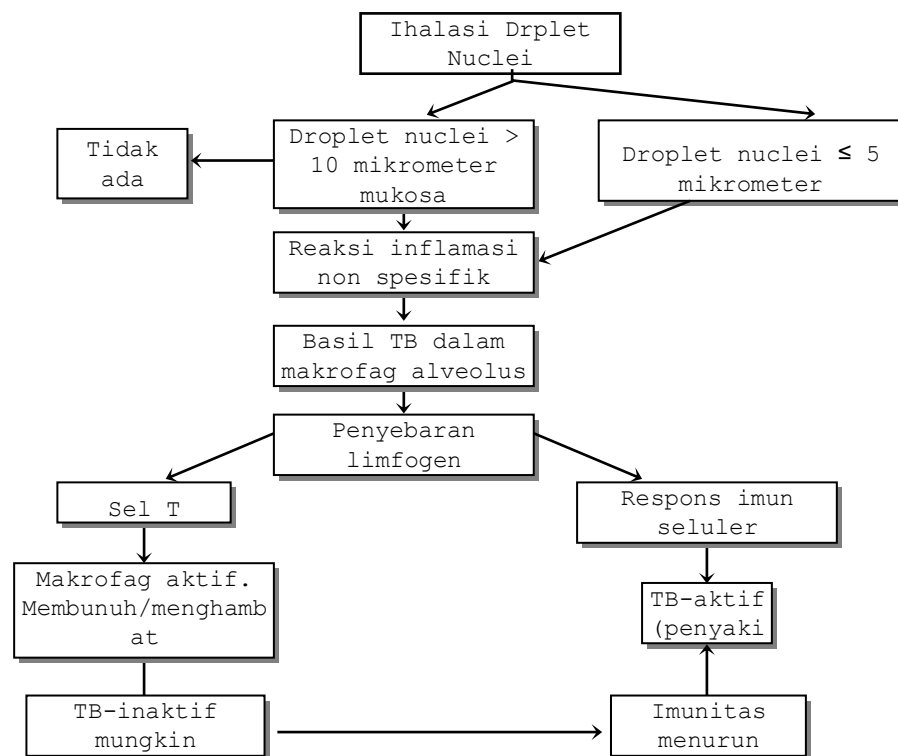 Ihalasi Drplet
Nuclei
Droplet nuclei >
10 mikrometer
mukosa
Tidak
ada
Droplet nuclei ≤ 5
mikrometer
Reaksi inflamasi
non spesifik
Basil TB dalam
makrofag alveolus
Penyebaran
limfogen
Sel T
Respons imun
seluler
Makrofag aktif.
Membunuh/menghamb
at
TB-aktif
(penyaki
TB-inaktif
mungkin
Imunitas
menurun